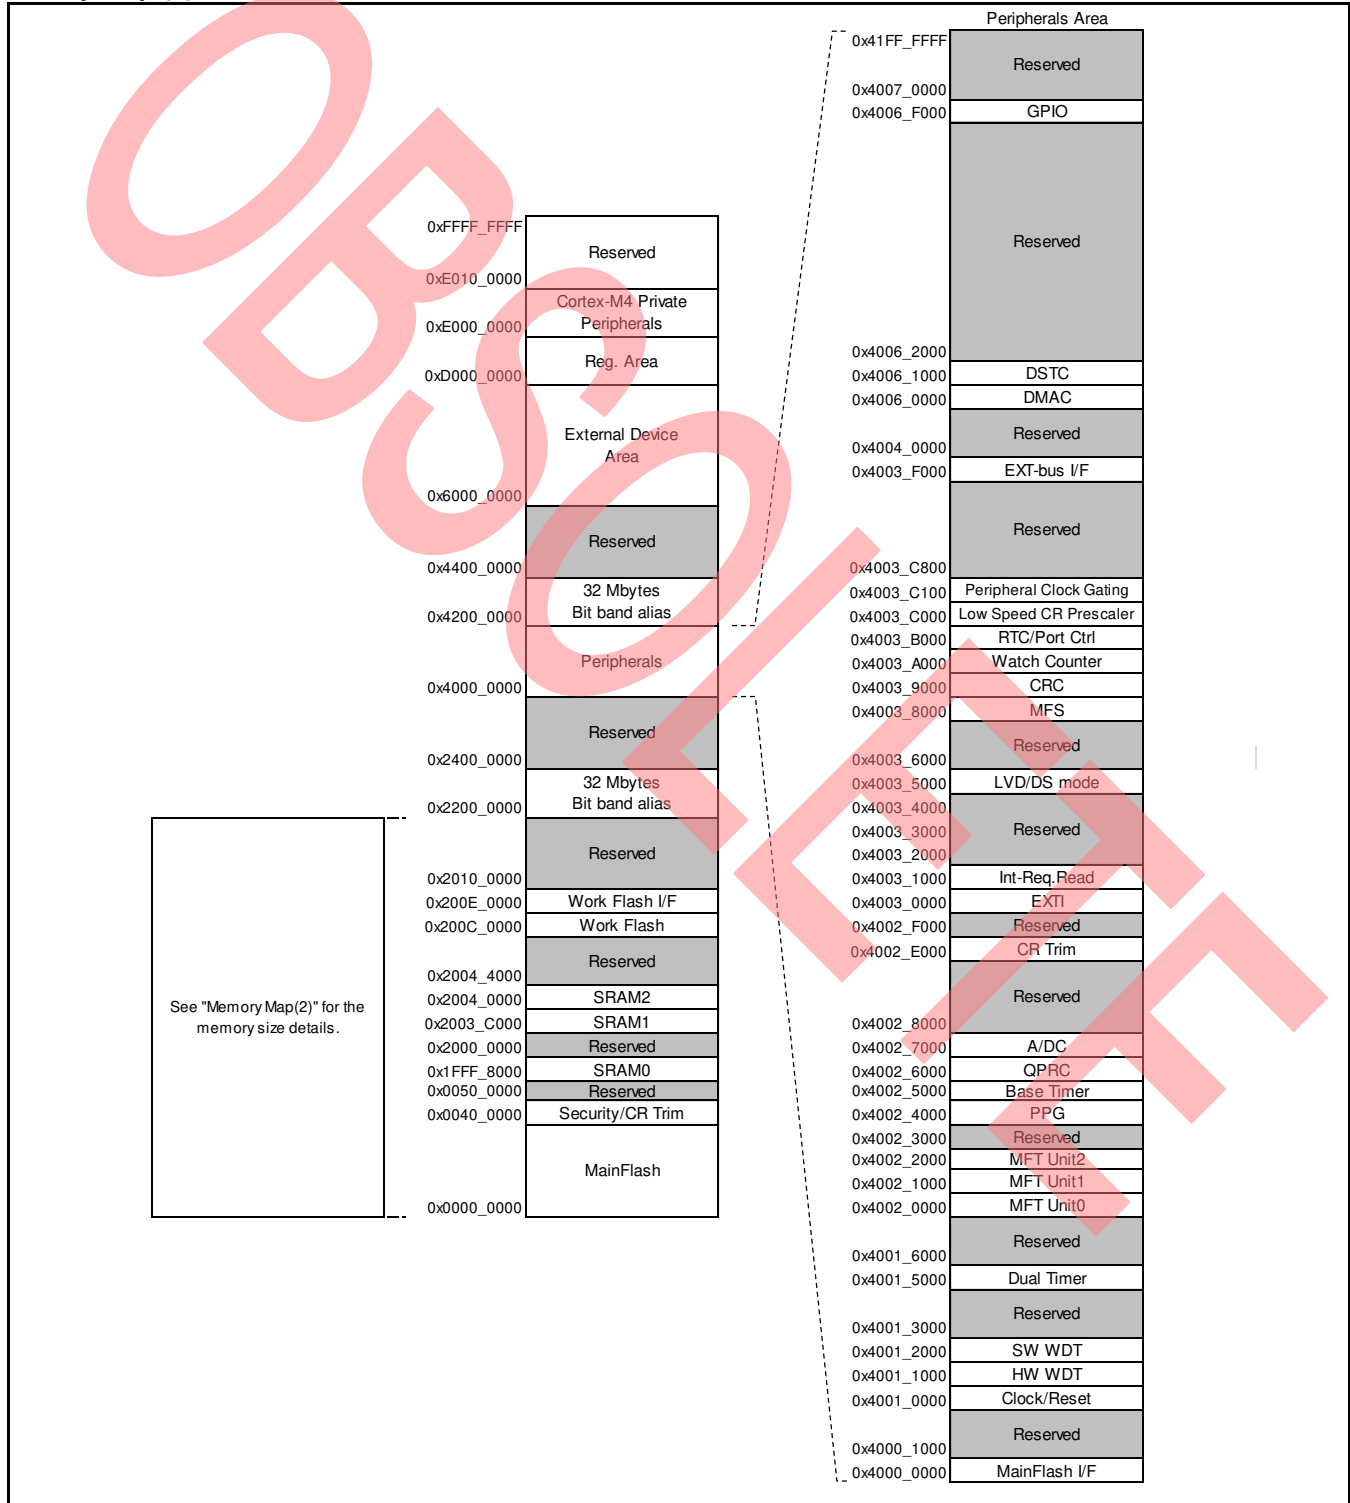 Peripherals Area
0x41FF_FFFF
Reserved
0x4007_0000
0x4006_F000 GPIO
Reserved
0x4006_2000
0x4006_1000 DSTC
0x4006_0000 DMAC
Reserved
0x4004_0000
0x4003_F000 EXT-bus I/F
Reserved
0x4003_C800
0x4003_C100 Peripheral Clock Gating
0x4003_C000 Low Speed CR Prescaler
0x4003_B000 RTC/Port Ctrl
0x4003_A000 Watch Counter
0x4003_9000 CRC
0x4003_8000 MFS
Reserved
0x4003_6000
0x4003_5000 LVD/DS mode
0x4003_4000
0x4003_3000 Reserved
0x4003_2000
0x4003_1000 Int-Req.Read
0x4003_0000 EXTI
0x4002_F000 Reserved
0x4002_E000 CR Trim
Reserved
0x4002_8000
0x4002_7000 A/DC
0x4002_6000 QPRC
0x4002_5000 Base Timer
0x4002_4000 PPG
0x4002_3000 Reserved
0x4002_2000 MFT Unit2
0x4002_1000 MFT Unit1
0x4002_0000 MFT Unit0
Reserved
0x4001_6000
0x4001_5000 Dual Timer
Reserved
0x4001_3000
0x4001_2000 SW WDT
0x4001_1000 HW WDT
0x4001_0000 Clock/Reset
Reserved
0x4000_1000
0x4000_0000 MainFlash I/F
0xFFFF_FFFF
Reserved
0xE010_0000
Cortex-M4 Private
0xE000_0000 Peripherals
Reg. Area
0xD000_0000
External Device
Area
0x6000_0000
Reserved
0x4400_0000
32 Mbytes
0x4200_0000 Bit band alias
Peripherals
0x4000_0000
Reserved
0x2400_0000
32 Mbytes
0x2200_0000 Bit band alias
Reserved
0x2010_0000
0x200E_0000 Work Flash I/F
0x200C_0000 Work Flash
Reserved
0x2004_4000
0x2004_0000 SRAM2
0x2003_C000 SRAM1
0x2000_0000 Reserved
0x1FFF_8000 SRAM0
0x0050_0000 Reserved
0x0040_0000 Security/CR Trim
MainFlash
0x0000_0000
See "Memory Map(2)" for the
memory size details.
OBSOLETE